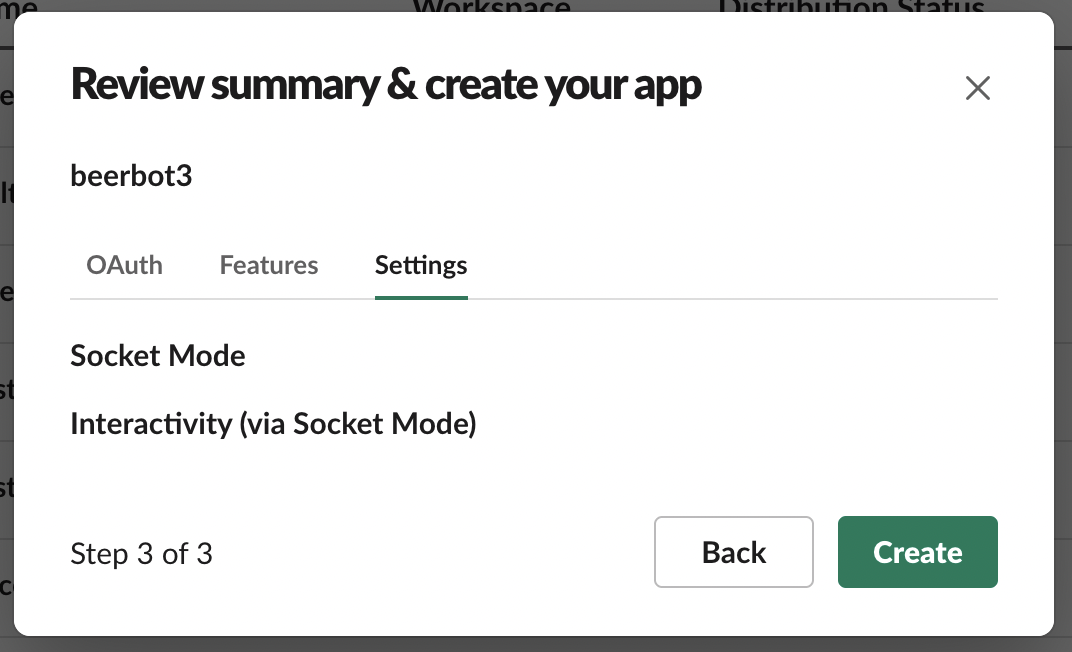 Workspace
Distribution Status
Review summary & create your app
beerbot3
OAuth Features Settings
Socket Mode
Interactivity (via Socket Mode)
Step 3 of 3
Back
Create